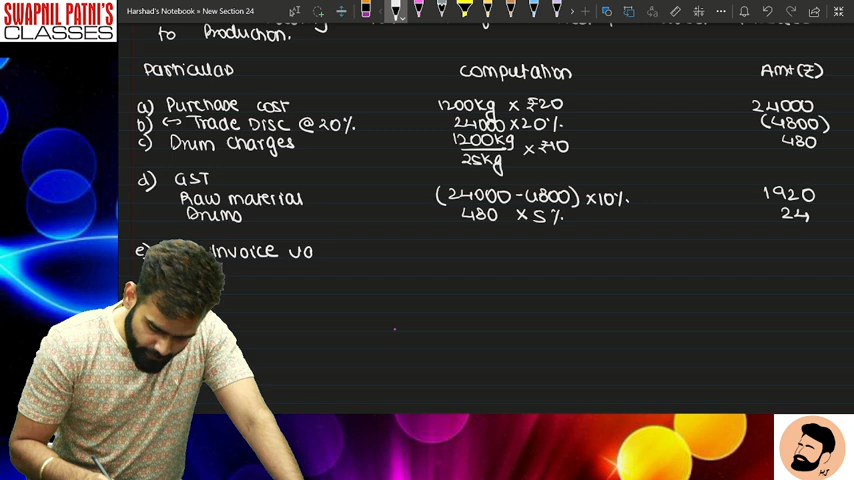 SWAPNIL PATNI'S
CLASSES
Harshad's Notebook » New Section 24
to Production.
Particulars computation Amt(₹)
a) Purchase cost 1200kg x ₹20 24000
b) (-) Trade Disc @ 20%. 24000 x 20%. (4800)
c) Drum charges 1200kg / 25kg x ₹10 480
d) GST
Raw material (24000-4800) x 10%. 1920
Drums 480 x 5%. 24
e) Invoice va
HS